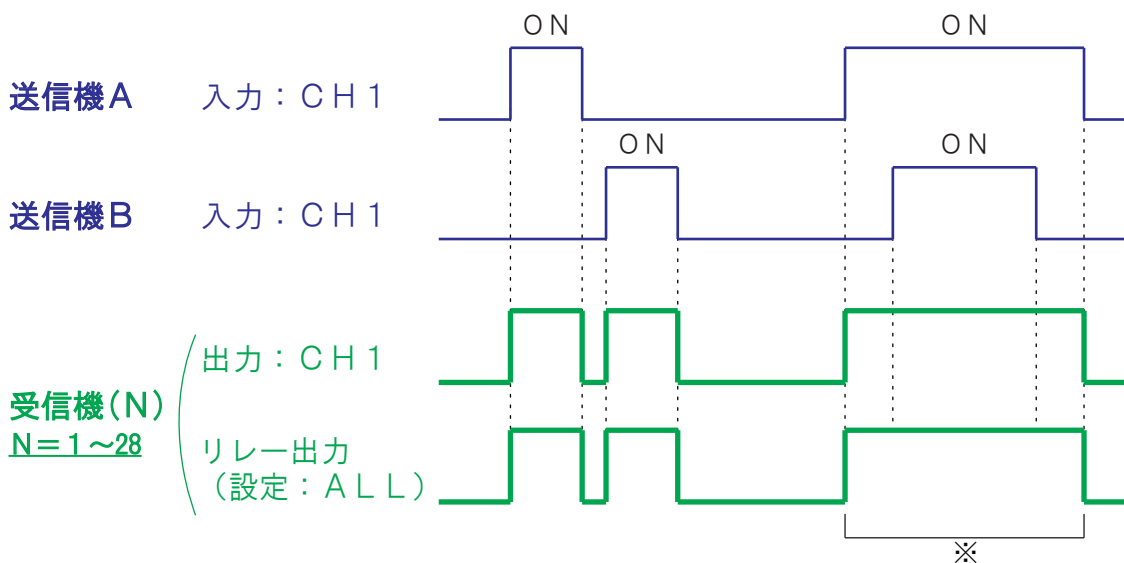 ON ON
送信機A 入力：CH1
ON ON
送信機B 入力：CH1
出力：CH1
受信機(N)
N=1～28
リレー出力
（設定：ALL）
※